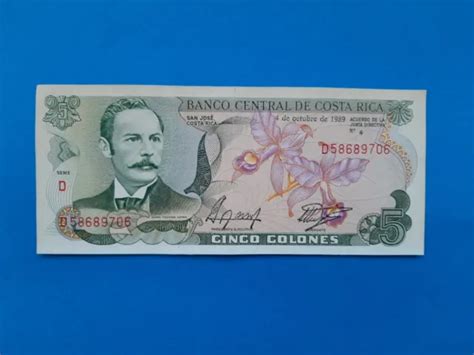 5
BANCO CENTRAL DE COSTA RICA
SAN JOSÉ
COSTA RICA
4 de octubre de 1989
ACUERDO DE LA
JUNTA DIRECTIVA
D58689706
SERIE
D
D58689706
5
CINCO COLONES